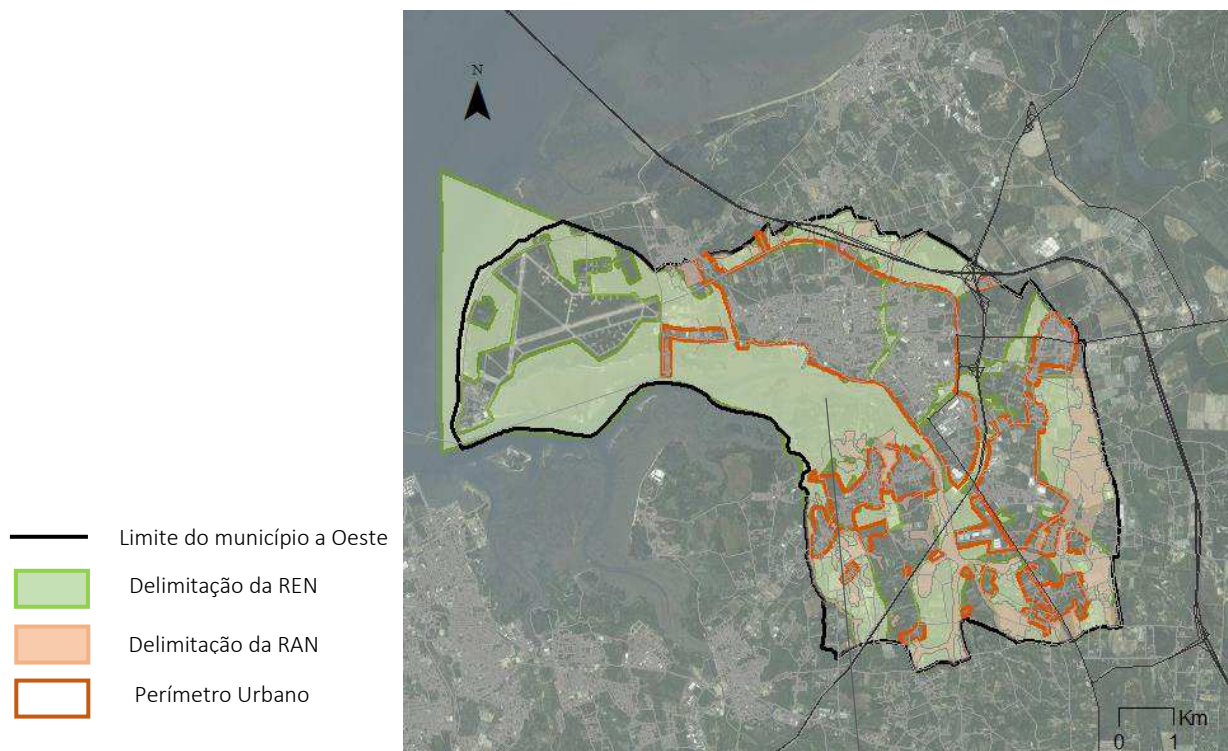 N
Limite do município a Oeste
Delimitação da REN
Delimitação da RAN
Perímetro Urbano
Km
0 1